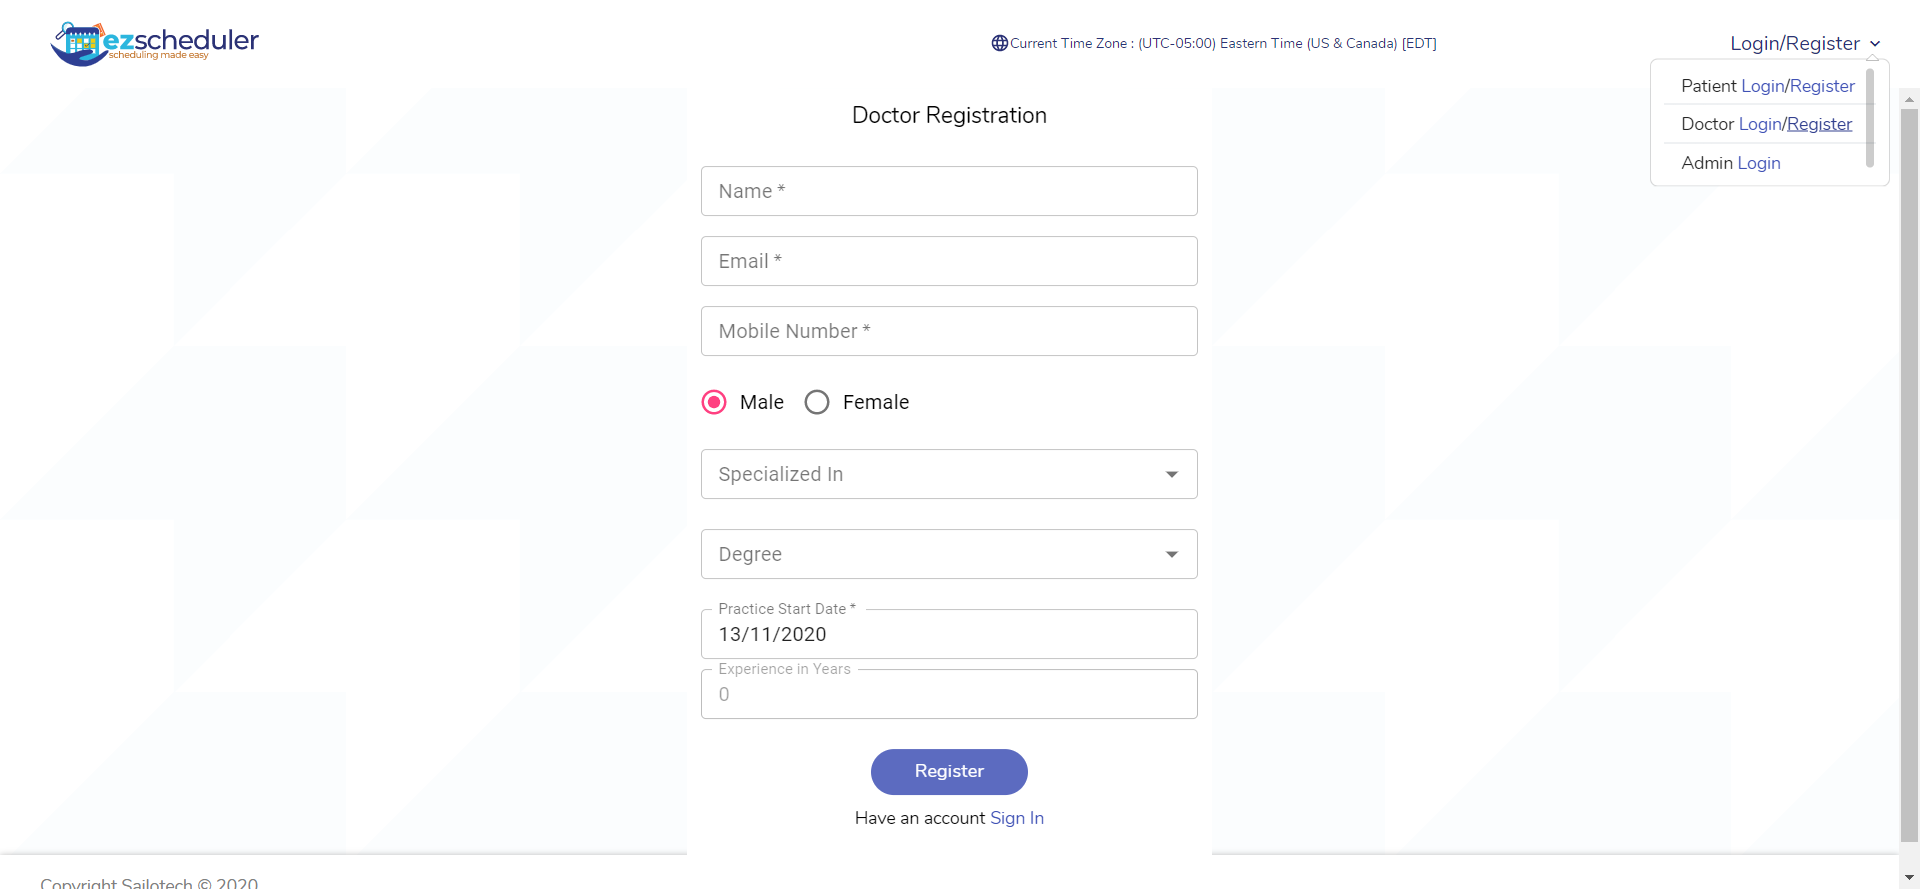 ezscheduler
scheduling made easy
Current Time Zone : (UTC-05:00) Eastern Time (US & Canada) [EDT]
Login/Register
Patient Login/Register
Doctor Login/Register
Admin Login
Doctor Registration
Name *
Email *
Mobile Number *
Male Female
Specialized In
Degree
Practice Start Date *
13/11/2020
Experience in Years
0
Register
Have an account Sign In
Copyright Sailotech © 2020